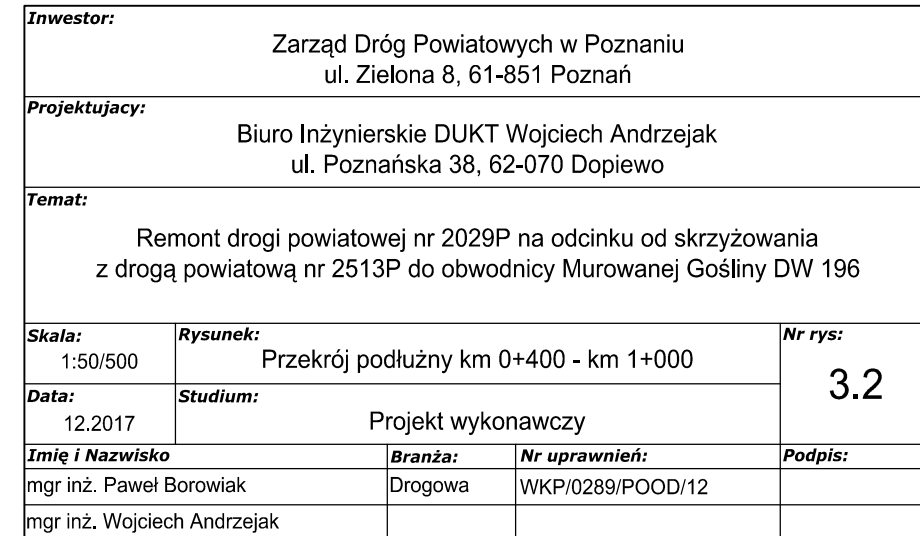 Inwestor:
Zarząd Dróg Powiatowych w Poznaniu
ul. Zielona 8, 61-851 Poznań
Projektujacy:
Biuro Inżynierskie DUKT Wojciech Andrzejak
ul. Poznańska 38, 62-070 Dopiewo
Temat:
Remont drogi powiatowej nr 2029P na odcinku od skrzyżowania
z drogą powiatową nr 2513P do obwodnicy Murowanej Gośliny DW 196
Skala:
1:50/500
Rysunek:
Przekrój podłużny km 0+400 - km 1+000
Nr rys:
3.2
Data:
12.2017
Studium:
Projekt wykonawczy
Imię i Nazwisko
Branża:
Nr uprawnień:
Podpis:
mgr inż. Paweł Borowiak
Drogowa
WKP/0289/POOD/12
mgr inż. Wojciech Andrzejak